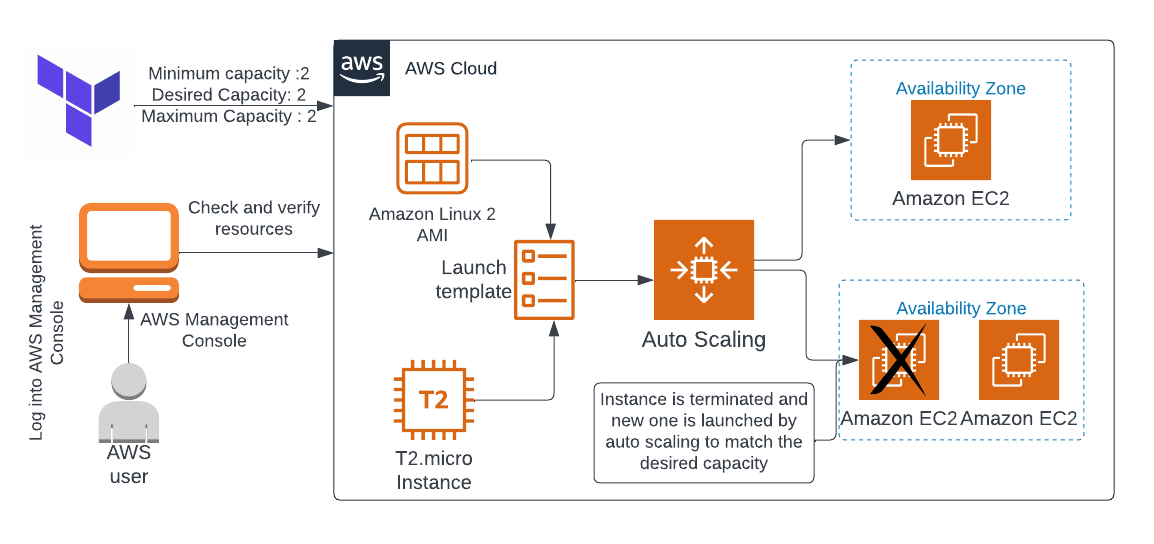 Minimum capacity :2
Desired Capacity: 2
Maximum Capacity : 2
aws
AWS Cloud
Availability Zone
Amazon EC2
Amazon Linux 2
AMI
Check and verify
resources
Log into AWS Management
Console
AWS Management
Console
AWS
user
Launch
template
Auto Scaling
T2
T2.micro
Instance
Availability Zone
Amazon EC2
Amazon EC2
Instance is terminated and
new one is launched by
auto scaling to match the
desired capacity